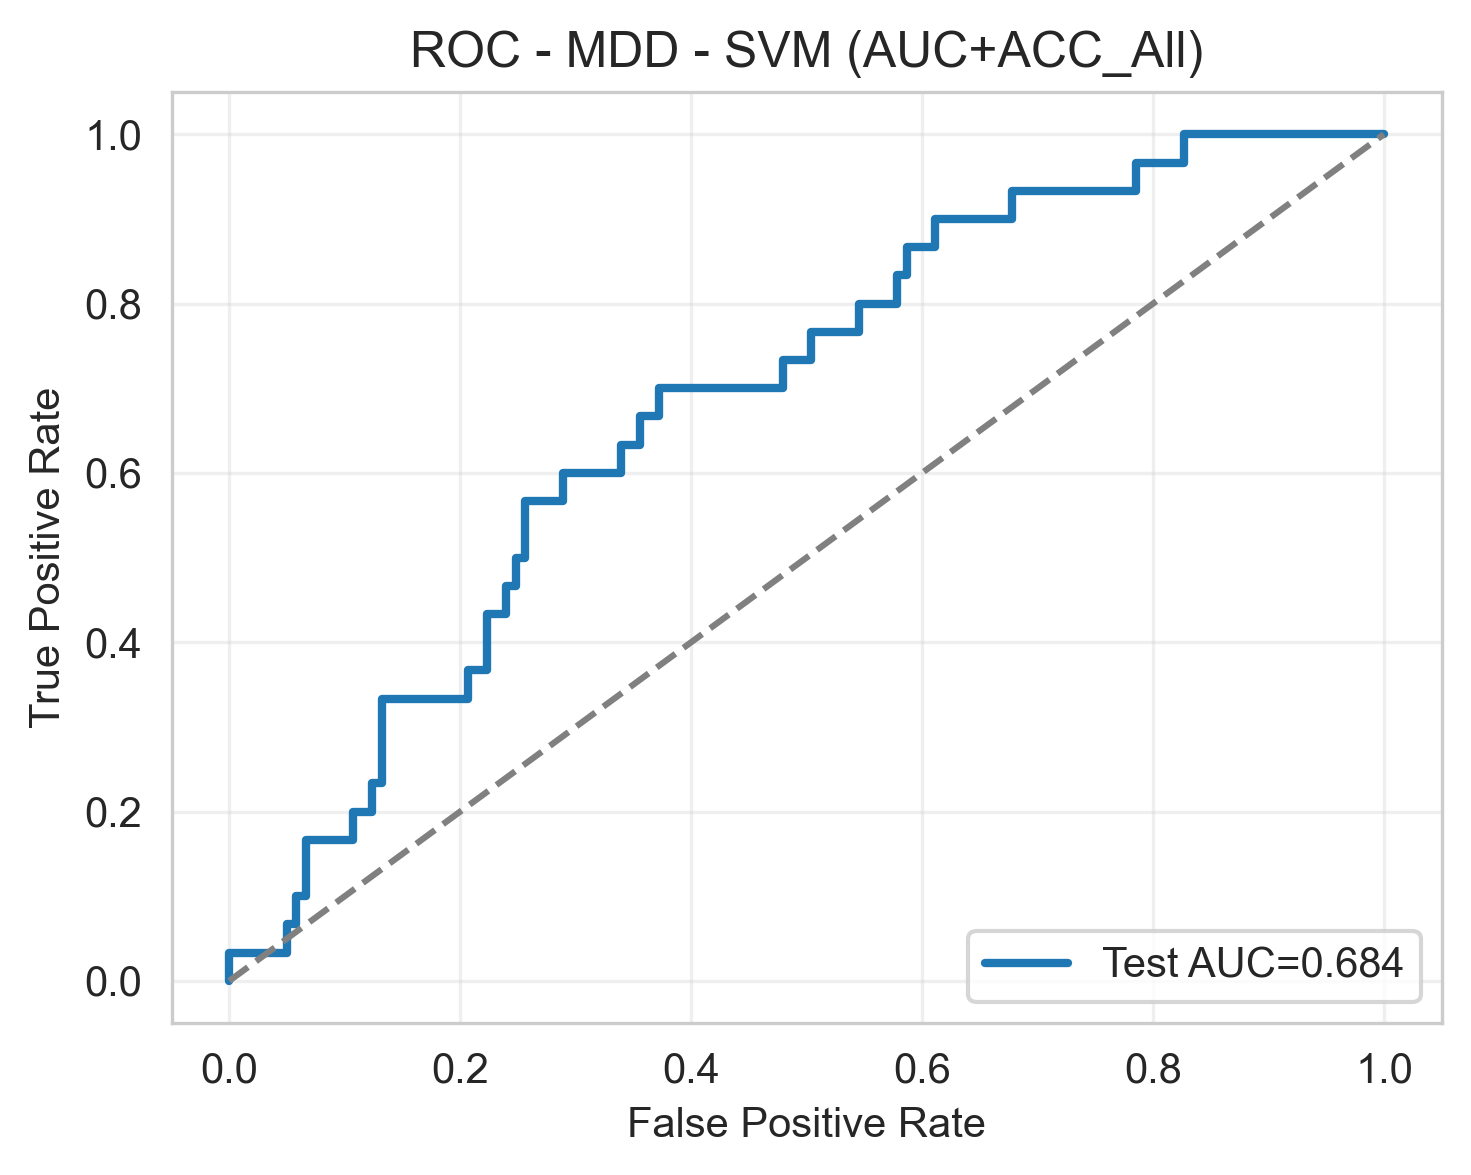 ROC - MDD - SVM (AUC+ACC_All)
True Positive Rate
1.0
0.8
0.6
0.4
0.2
0.0
Test AUC=0.684
0.0 0.2 0.4 0.6 0.8 1.0
False Positive Rate